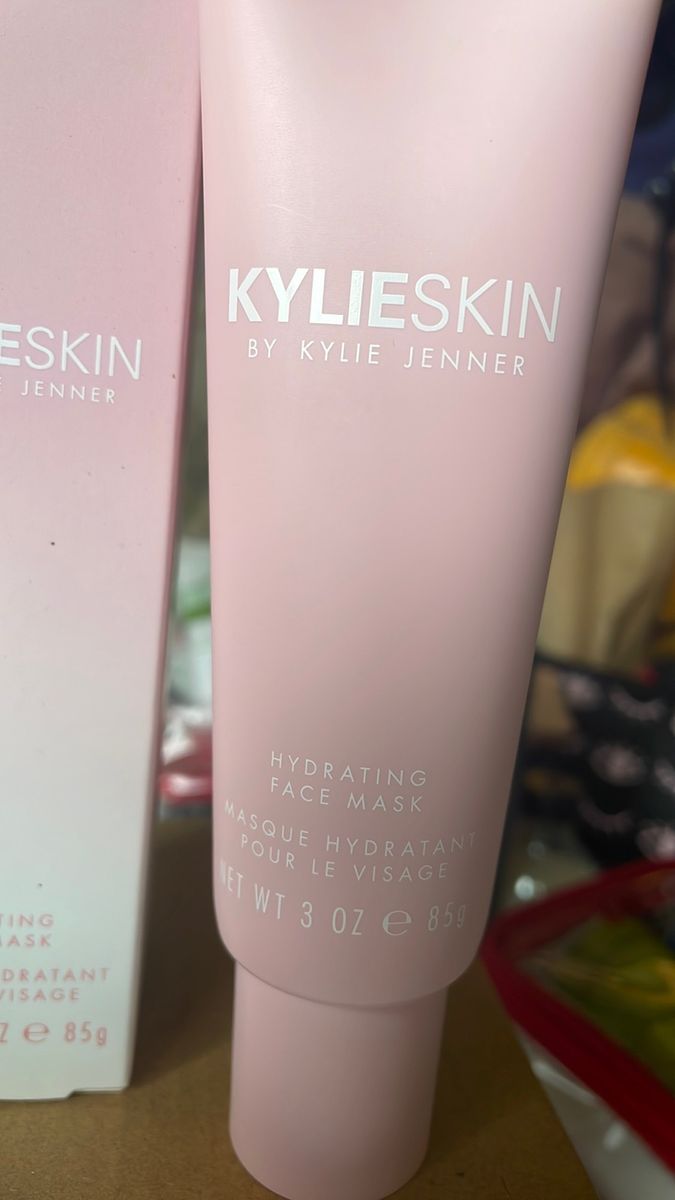 ESKIN
JENNER
TING
ASK
DRATANT
VISAGE
Z e 85g
KYLIESKIN
BY KYLIE JENNER
HYDRATING
FACE MASK
MASQUE HYDRATANT
POUR LE VISAGE
NET WT 3 OZ e 85g